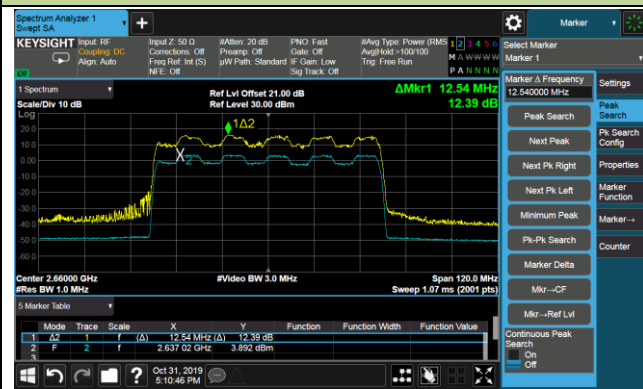 Spectrum Analyzer 1
Swept SA
+
Marker
KEYSIGHT
Input: RF
Coupling: DC
Align: Auto
Input Z: 50 Ω
Corrections: Off
Freq Ref: Int (S)
NFE: Off
#Atten: 20 dB
Preamp: Off
µW Path: Standard
PNO: Fast
Gate: Off
IF Gain: Low
Sig Track: Off
#Avg Type: Power (RMS
Avg|Hold:>100/100
Trig: Free Run
1 2 3 4 5 6
M A W W W W
P A N N N N
Select Marker
Marker 1
Marker Δ Frequency
12.540000 MHz
Peak Search
Next Peak
Next Pk Right
Next Pk Left
Minimum Peak
Pk-Pk Search
Marker Delta
Mkr→CF
Mkr→Ref Lvl
Continuous Peak
Search
On
Off
Settings
Peak
Search
Pk Search
Config
Properties
Marker
Function
Marker→
Counter
1 Spectrum
Scale/Div 10 dB
Log
Ref Lvl Offset 21.00 dB
Ref Level 30.00 dBm
ΔMkr1 12.54 MHz
12.39 dB
1Δ2
20.0
10.0
0.00
-10.0
-20.0
-30.0
-40.0
-50.0
-60.0
Center 2.66000 GHz
#Res BW 1.0 MHz
#Video BW 3.0 MHz
Span 120.0 MHz
Sweep 1.07 ms (2001 pts)
5 Marker Table
Mode Trace Scale X Y Function Function Width Function Value
1 Δ2 1 f (Δ) 12.54 MHz (Δ) 12.39 dB
2 F 2 f 2.637 02 GHz 3.892 dBm
3
?
Oct 31, 2019
5:10:46 PM